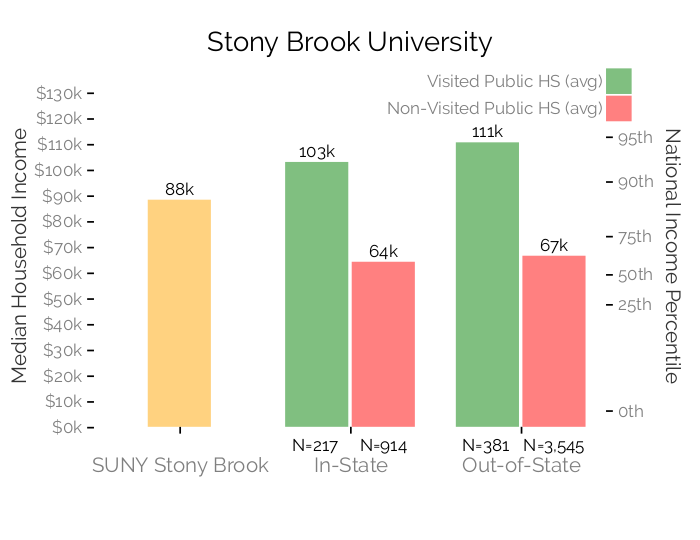 Stony Brook University
Visited Public HS (avg)
Non-Visited Public HS (avg)
Median Household Income
$130k
$120k
$110k
$100k
$90k
$80k
$70k
$60k
$50k
$40k
$30k
$20k
$10k
$0k
88k
103k
64k
111k
67k
95th
90th
75th
50th
25th
0th
National Income Percentile
N=217 N=914 N=381 N=3,545
SUNY Stony Brook In-State Out-of-State